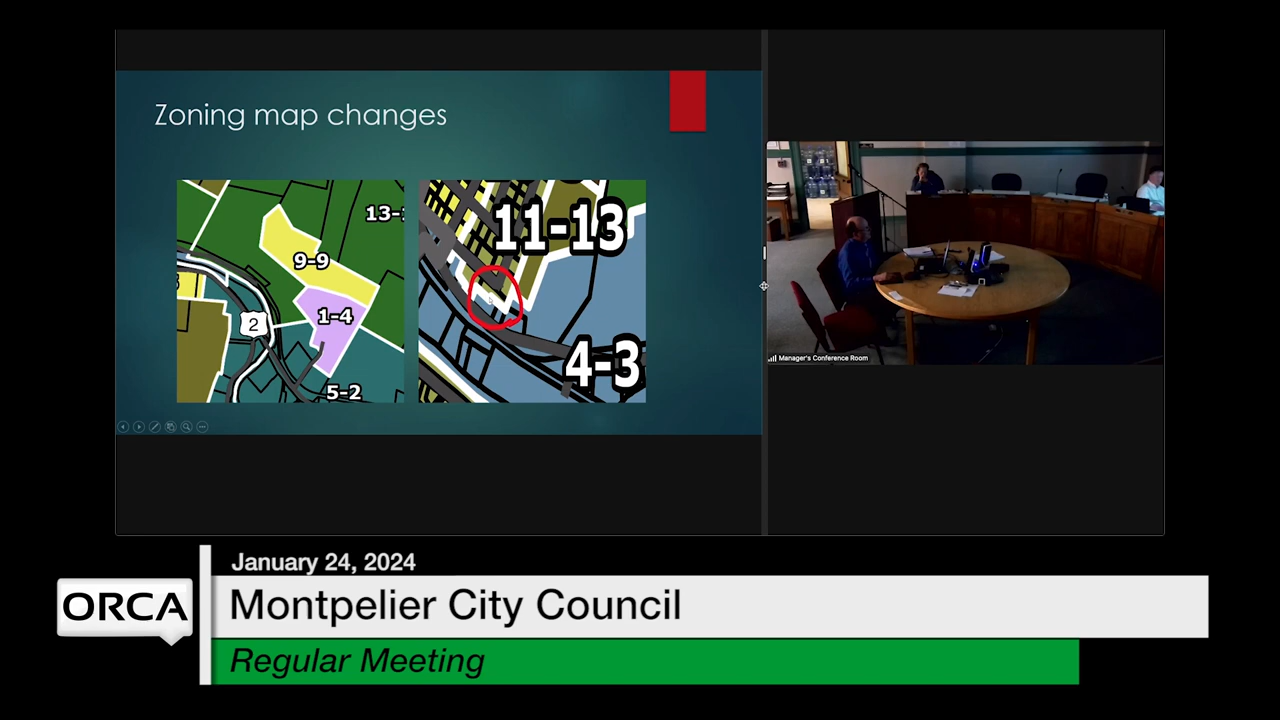 Zoning map changes
13-
9-9
1-4
2
5-2
11-13
4-3
Manager's Conference Room
January 24, 2024
ORCA
Montpelier City Council
Regular Meeting